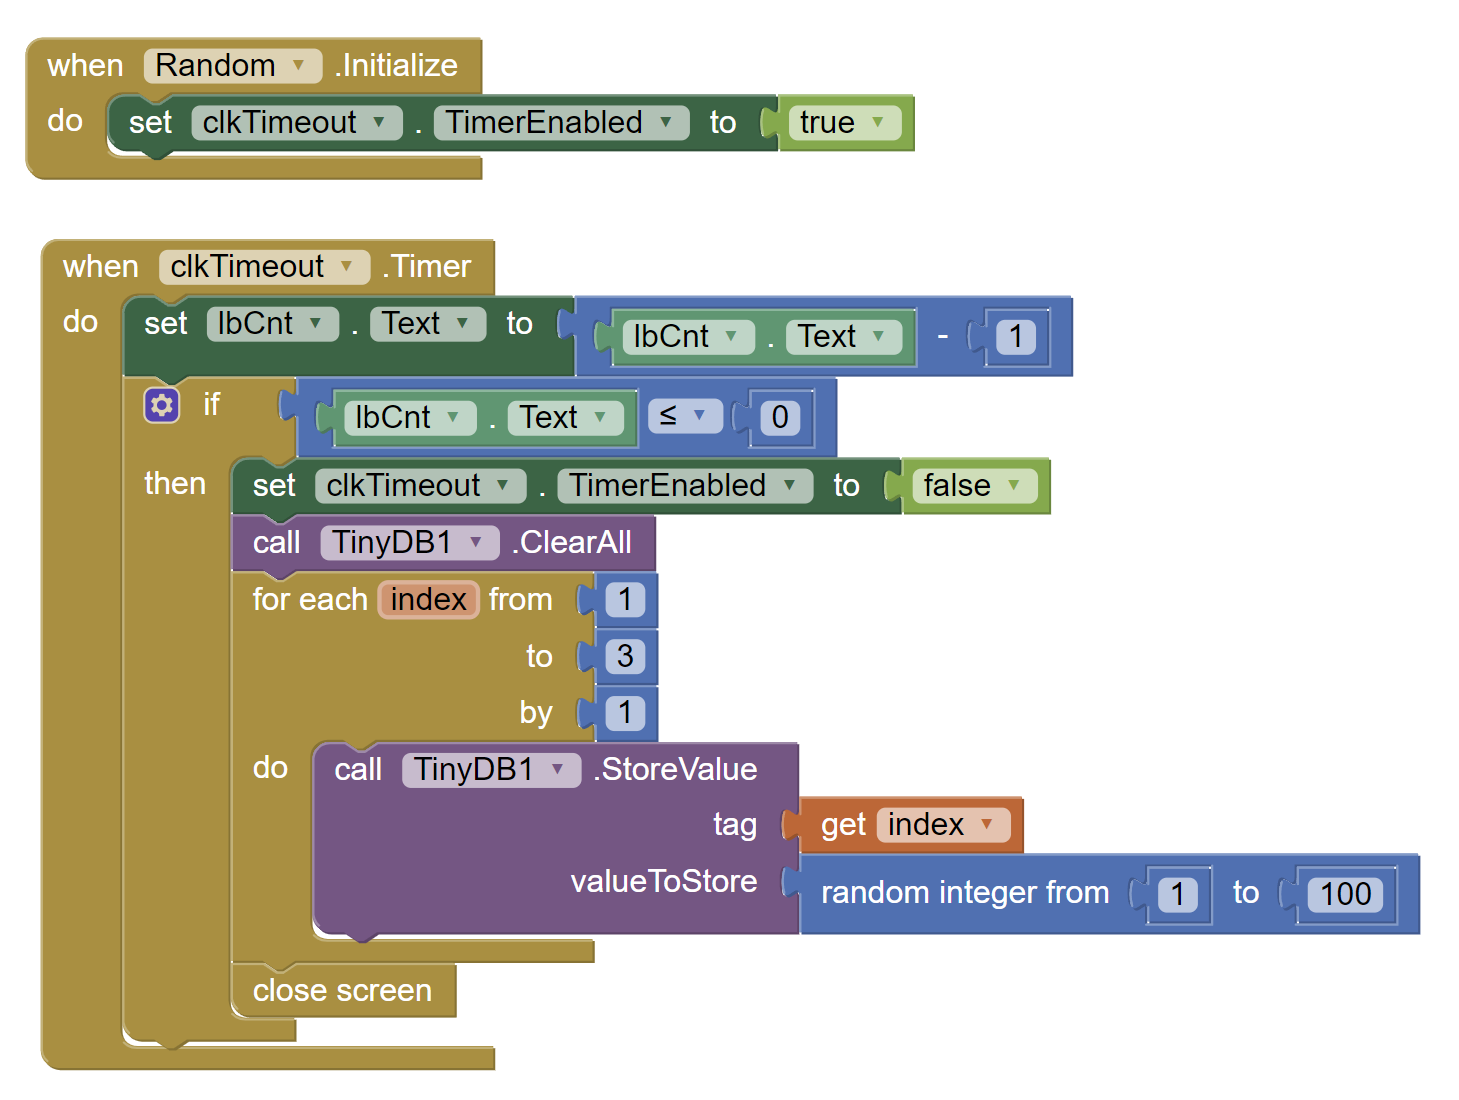 when Random .Initialize
do set clkTimeout . TimerEnabled to true
when clkTimeout .Timer
do set lbCnt . Text to lbCnt . Text - 1
if lbCnt . Text ≤ 0
then set clkTimeout . TimerEnabled to false
call TinyDB1 .ClearAll
for each index from 1
to 3
by 1
do call TinyDB1 .StoreValue
tag get index
valueToStore random integer from 1 to 100
close screen